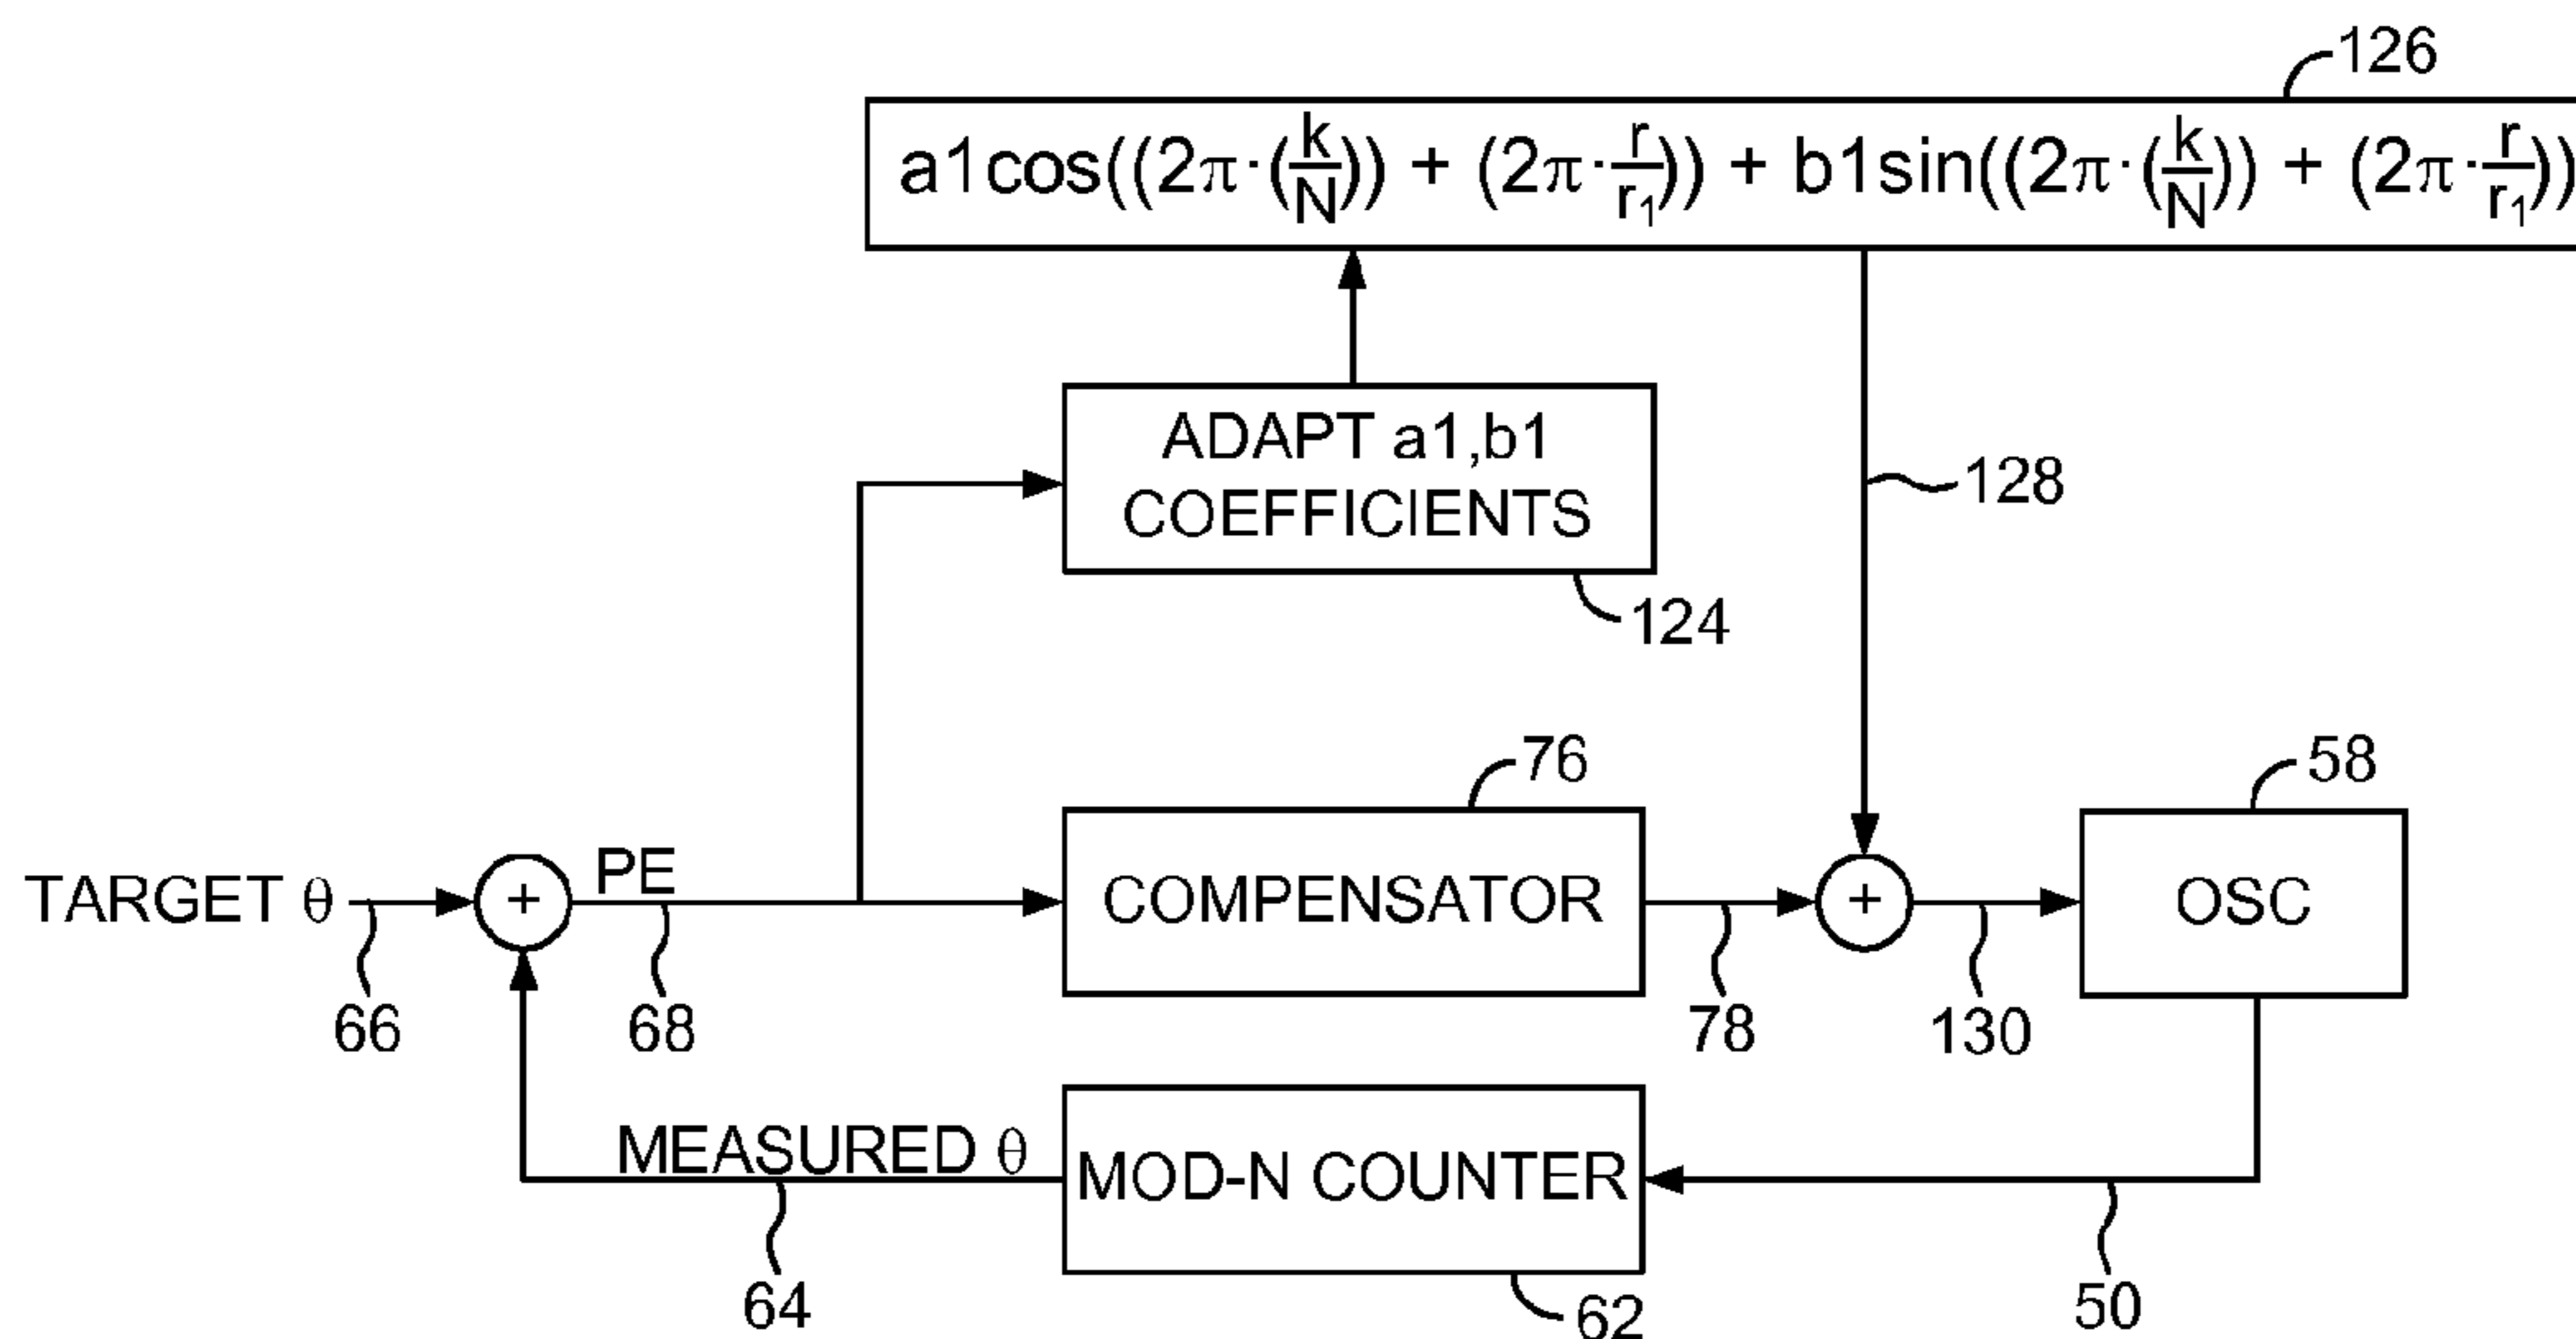 126
a1cos((2π·(k/N)) + (2π·r/r₁)) + b1sin((2π·(k/N)) + (2π·r/r₁))
ADAPT a1,b1
COEFFICIENTS
128
124
76
58
TARGET θ
+
PE
COMPENSATOR
+
OSC
66
68
78
130
MEASURED θ
MOD-N COUNTER
64
62
50